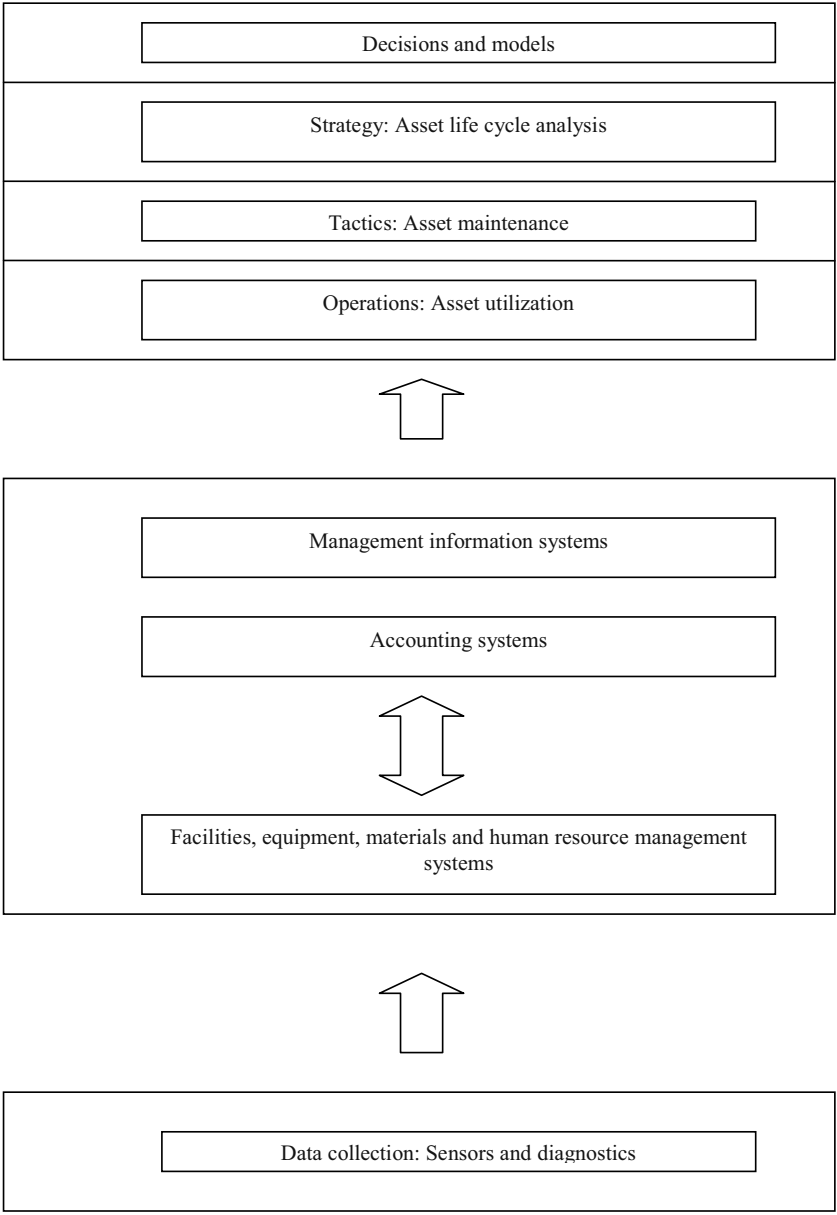 Decisions and models
Strategy: Asset life cycle analysis
Tactics: Asset maintenance
Operations: Asset utilization
Management information systems
Accounting systems
Facilities, equipment, materials and human resource management
systems
Data collection: Sensors and diagnostics